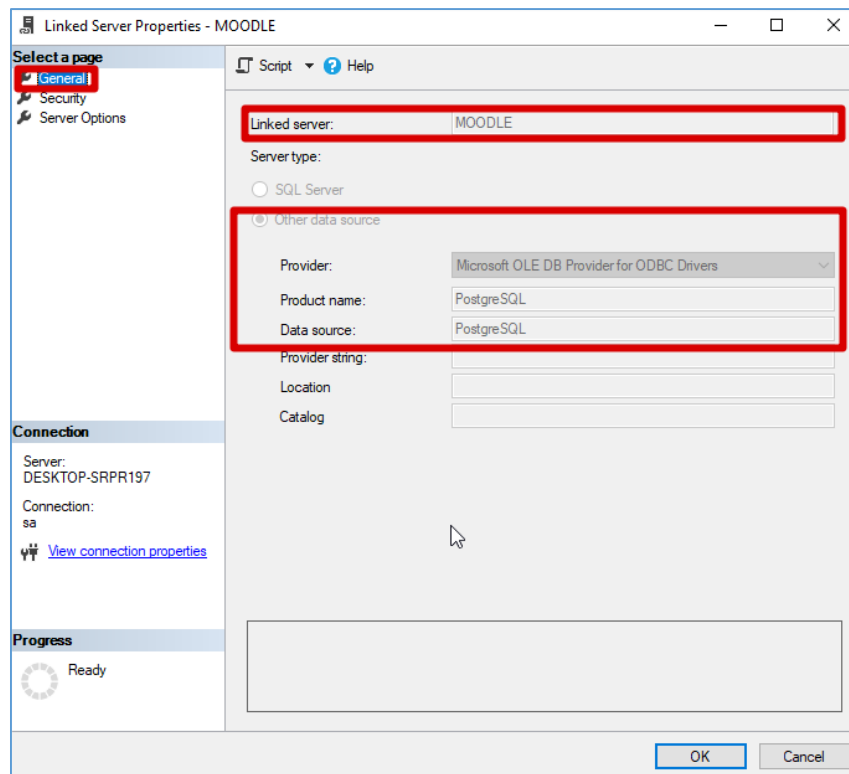 Linked Server Properties - MOODLE
Select a page
General
Security
Server Options
Script
Help
Linked server: MOODLE
Server type:
SQL Server
Other data source
Provider: Microsoft OLE DB Provider for ODBC Drivers
Product name: PostgreSQL
Data source: PostgreSQL
Provider string:
Location
Catalog
Connection
Server:
DESKTOP-SRPR197
Connection:
sa
View connection properties
Progress
Ready
OK Cancel